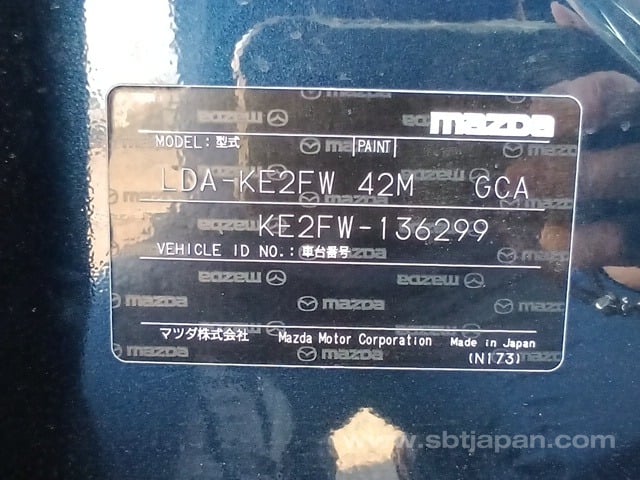 mazda
MODEL:型式 PAINT
LDA-KE2FW 42M GCA
KE2FW-136299
VEHICLE ID NO.:車台番号
マツダ株式会社 Mazda Motor Corporation Made in Japan
(N173)
www.sbtjapan.com